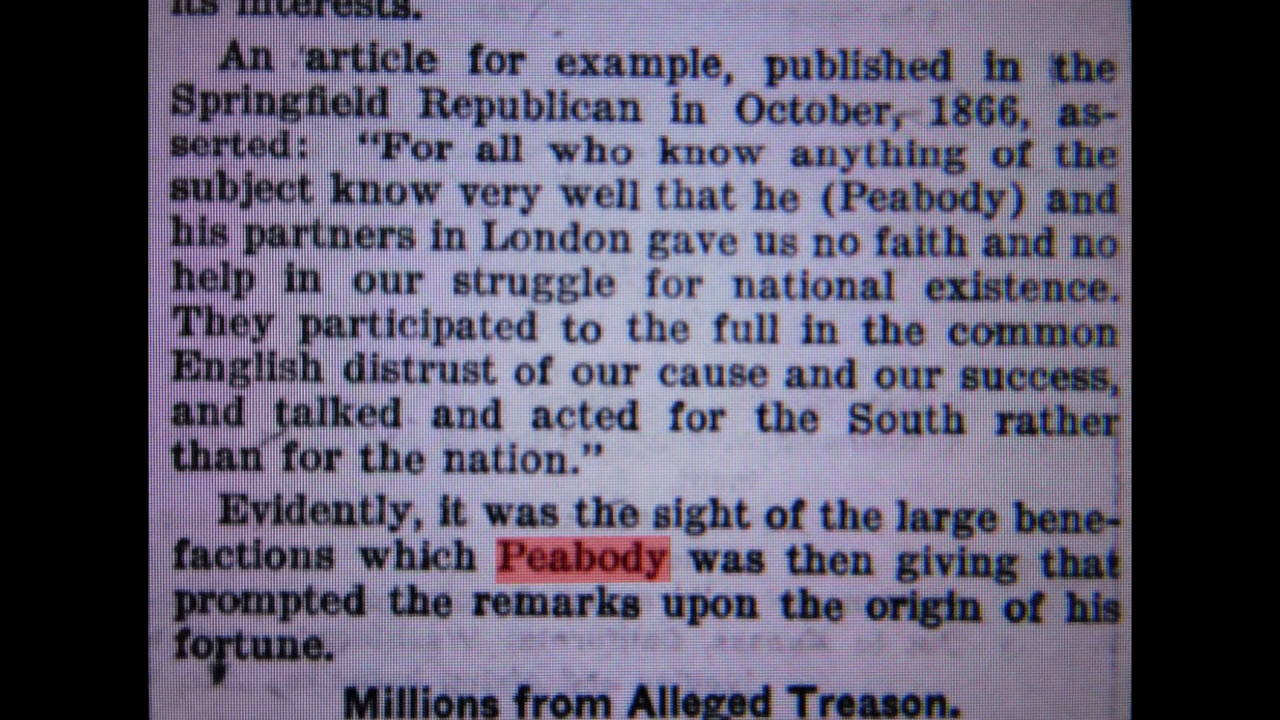 its interests.
An article for example, published in the
Springfield Republican in October, 1866, as-
serted: "For all who know anything of the
subject know very well that he (Peabody) and
his partners in London gave us no faith and no
help in our struggle for national existence.
They participated to the full in the common
English distrust of our cause and our success,
and talked and acted for the South rather
than for the nation."
Evidently, it was the sight of the large bene-
factions which Peabody was then giving that
prompted the remarks upon the origin of his
fortune.
Millions from Alleged Treason.